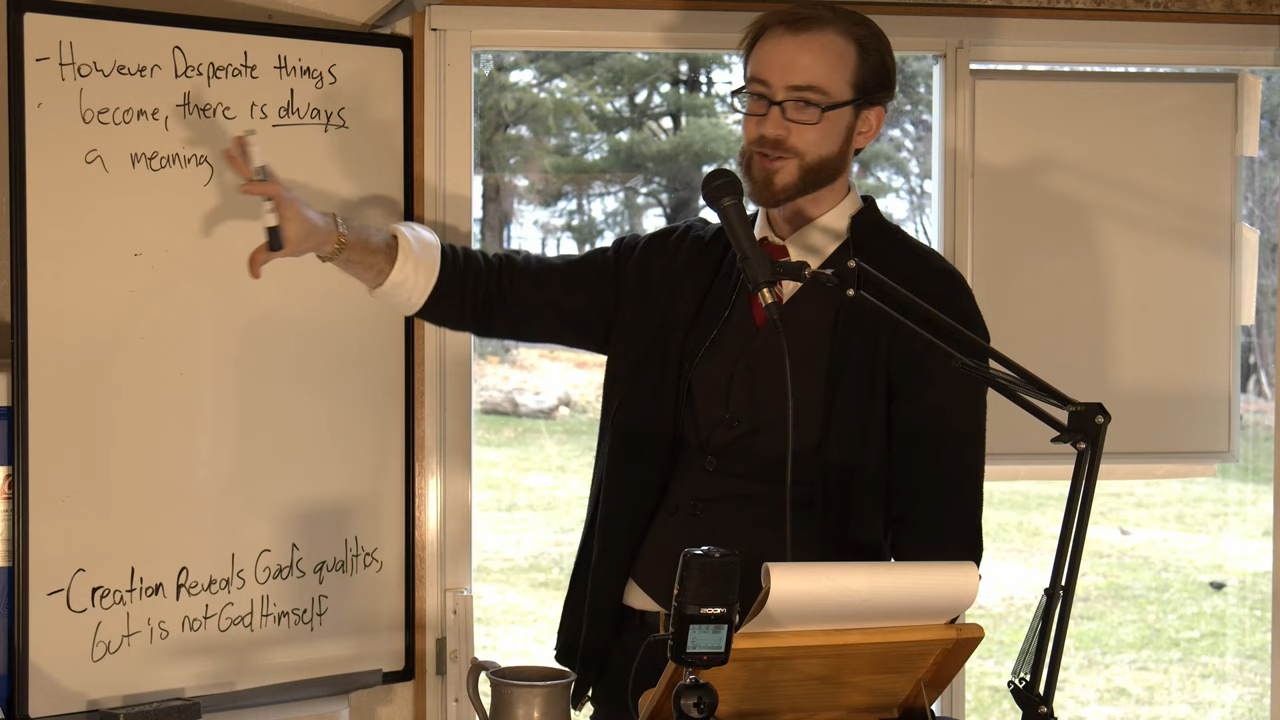 - However Desperate things
become, there is always
a meaning
- Creation Reveals God's qualities,
but is not God Himself
ZOOM